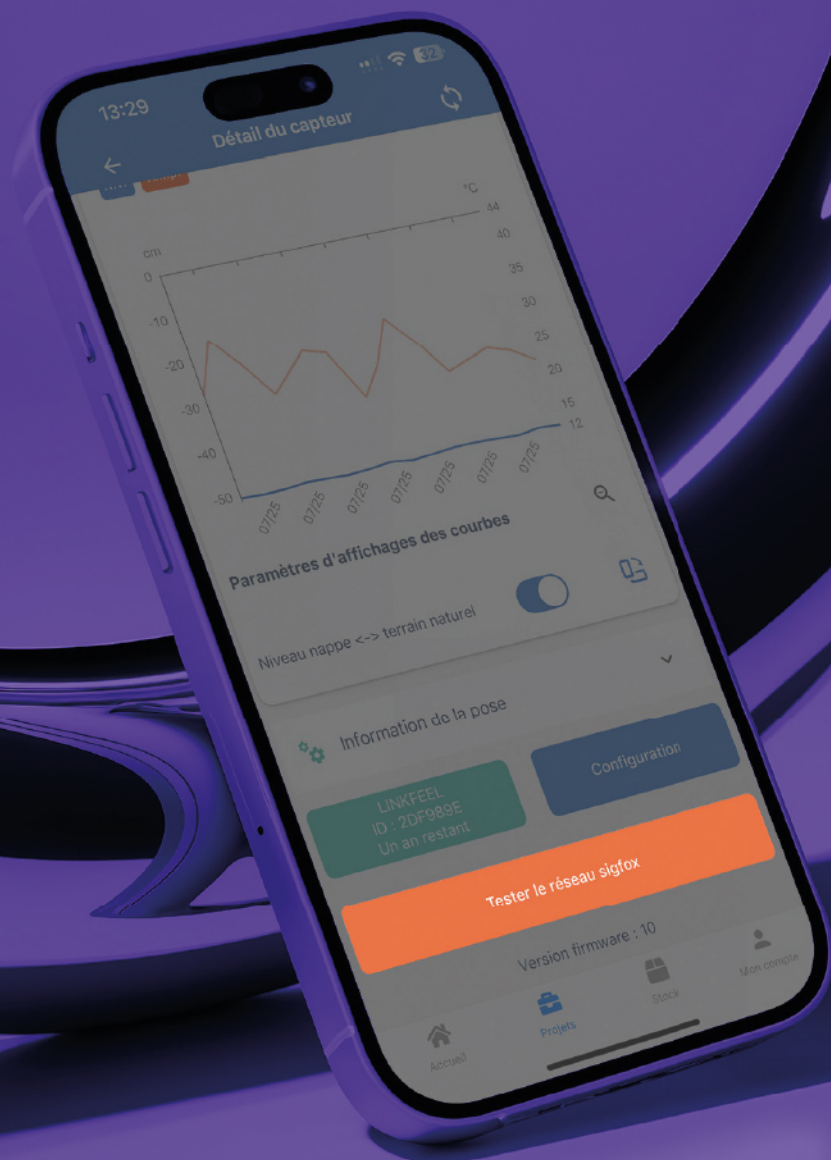 13:29
32
Détail du capteur
°C
cm
44
0
40
-10
35
-20
30
-30
25
-40
20
-50
15
12
07/25
07/25
07/25
07/25
07/25
07/25
07/25
Paramètres d'affichages des courbes
Niveau nappe <-> terrain naturel
Information de la pose
LINKFEEL
ID : 2DF989E
Un an restant
Configuration
Tester le réseau sigfox
Version firmware : 10
Accueil
Projets
Stock
Mon compte